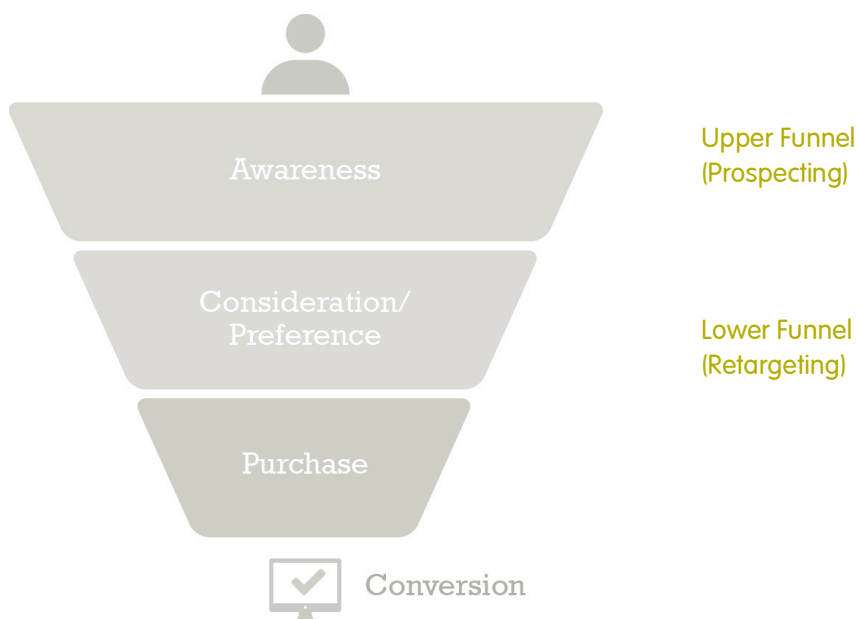 Awareness
Upper Funnel
(Prospecting)
Consideration/
Preference
Lower Funnel
(Retargeting)
Purchase
Conversion